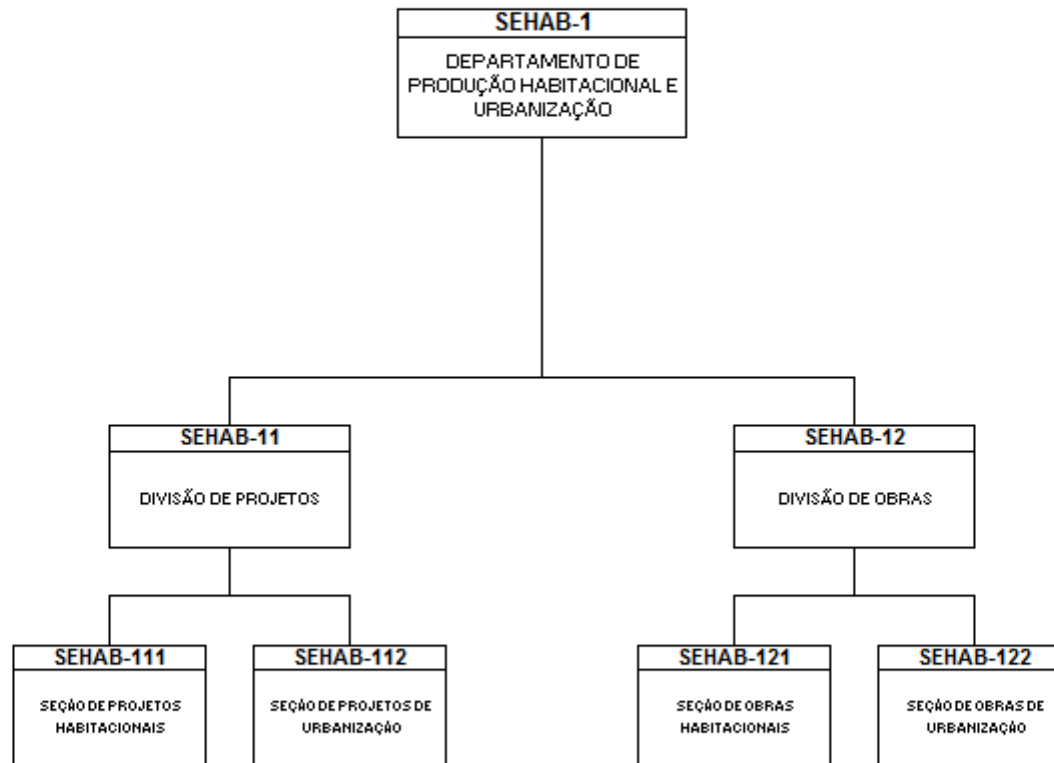 SEHAB-1
DEPARTAMENTO DE
PRODUÇÃO HABITACIONAL E
URBANIZAÇÃO
SEHAB-11
DIVISÃO DE PROJETOS
SEHAB-12
DIVISÃO DE OBRAS
SEHAB-111
SEÇÃO DE PROJETOS
HABITACIONAIS
SEHAB-112
SEÇÃO DE PROJETOS DE
URBANIZAÇÃO
SEHAB-121
SEÇÃO DE OBRAS
HABITACIONAIS
SEHAB-122
SEÇÃO DE OBRAS DE
URBANIZAÇÃO